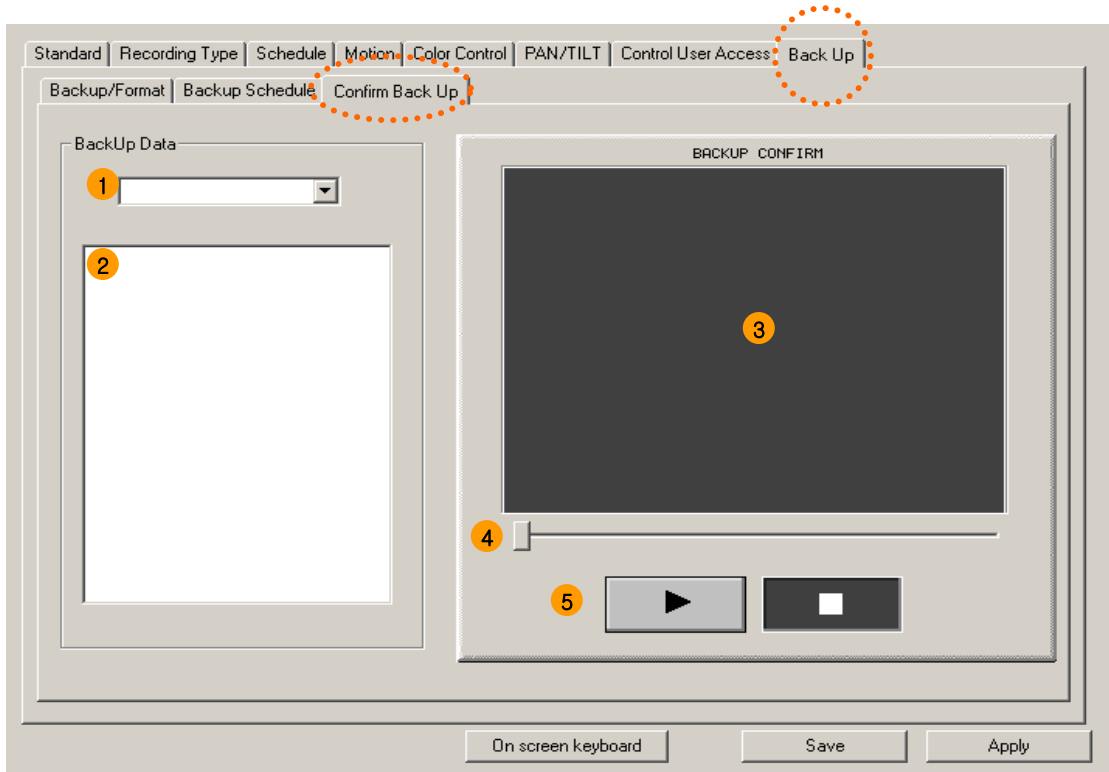 Standard Recording Type Schedule Motion Color Control PAN/TILT Control User Access Back Up
Backup/Format Backup Schedule Confirm Back Up
BackUp Data
BACKUP CONFIRM
1
2
3
4
5
On screen keyboard Save Apply